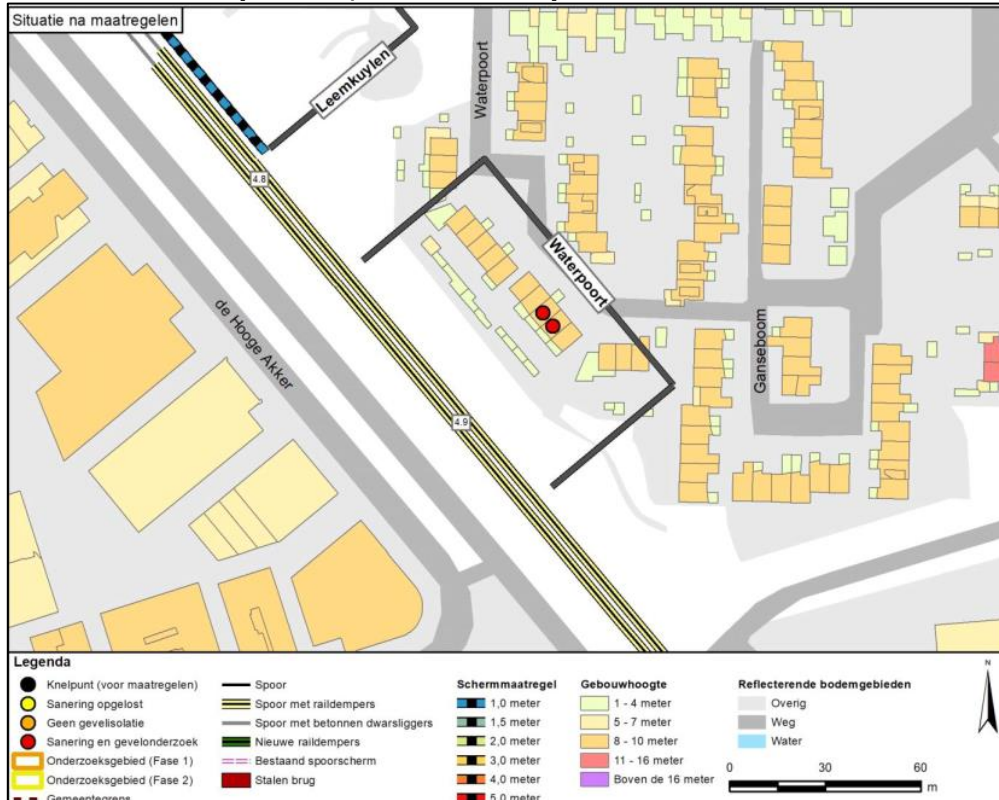 Situatie na maatregelen
Leemkuylen
Waterpoort
4.8
Waterpoort
de Hooge Akker
Ganseboom
4.9
Legenda
Knelpunt (voor maatregelen)
Sanering opgelost
Geen gevelisolatie
Sanering en gevelonderzoek
Onderzoeksgebied (Fase 1)
Onderzoeksgebied (Fase 2)
Gemeentegrens
Spoor
Spoor met raildempers
Spoor met betonnen dwarsliggers
Nieuwe raildempers
Bestaand spoorscherm
Stalen brug
Schermmaatregel
1,0 meter
1,5 meter
2,0 meter
3,0 meter
4,0 meter
5,0 meter
Gebouwhoogte
1 - 4 meter
5 - 7 meter
8 - 10 meter
11 - 16 meter
Boven de 16 meter
Reflecterende bodemgebieden
Overig
Weg
Water
N
0 30 60
m